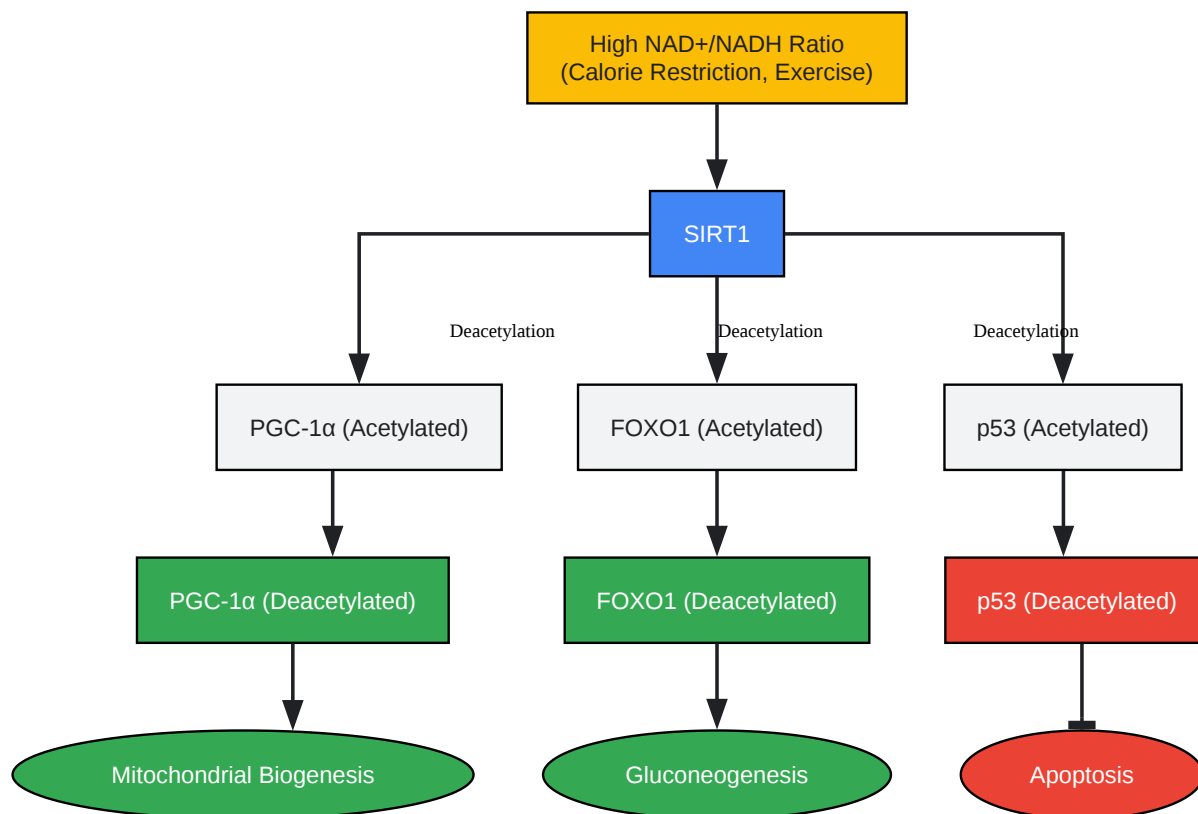 High NAD+/NADH Ratio
(Calorie Restriction, Exercise)
SIRT1
Deacetylation
Deacetylation
Deacetylation
PGC-1α (Acetylated)
FOXO1 (Acetylated)
p53 (Acetylated)
PGC-1α (Deacetylated)
FOXO1 (Deacetylated)
p53 (Deacetylated)
Mitochondrial Biogenesis
Gluconeogenesis
Apoptosis